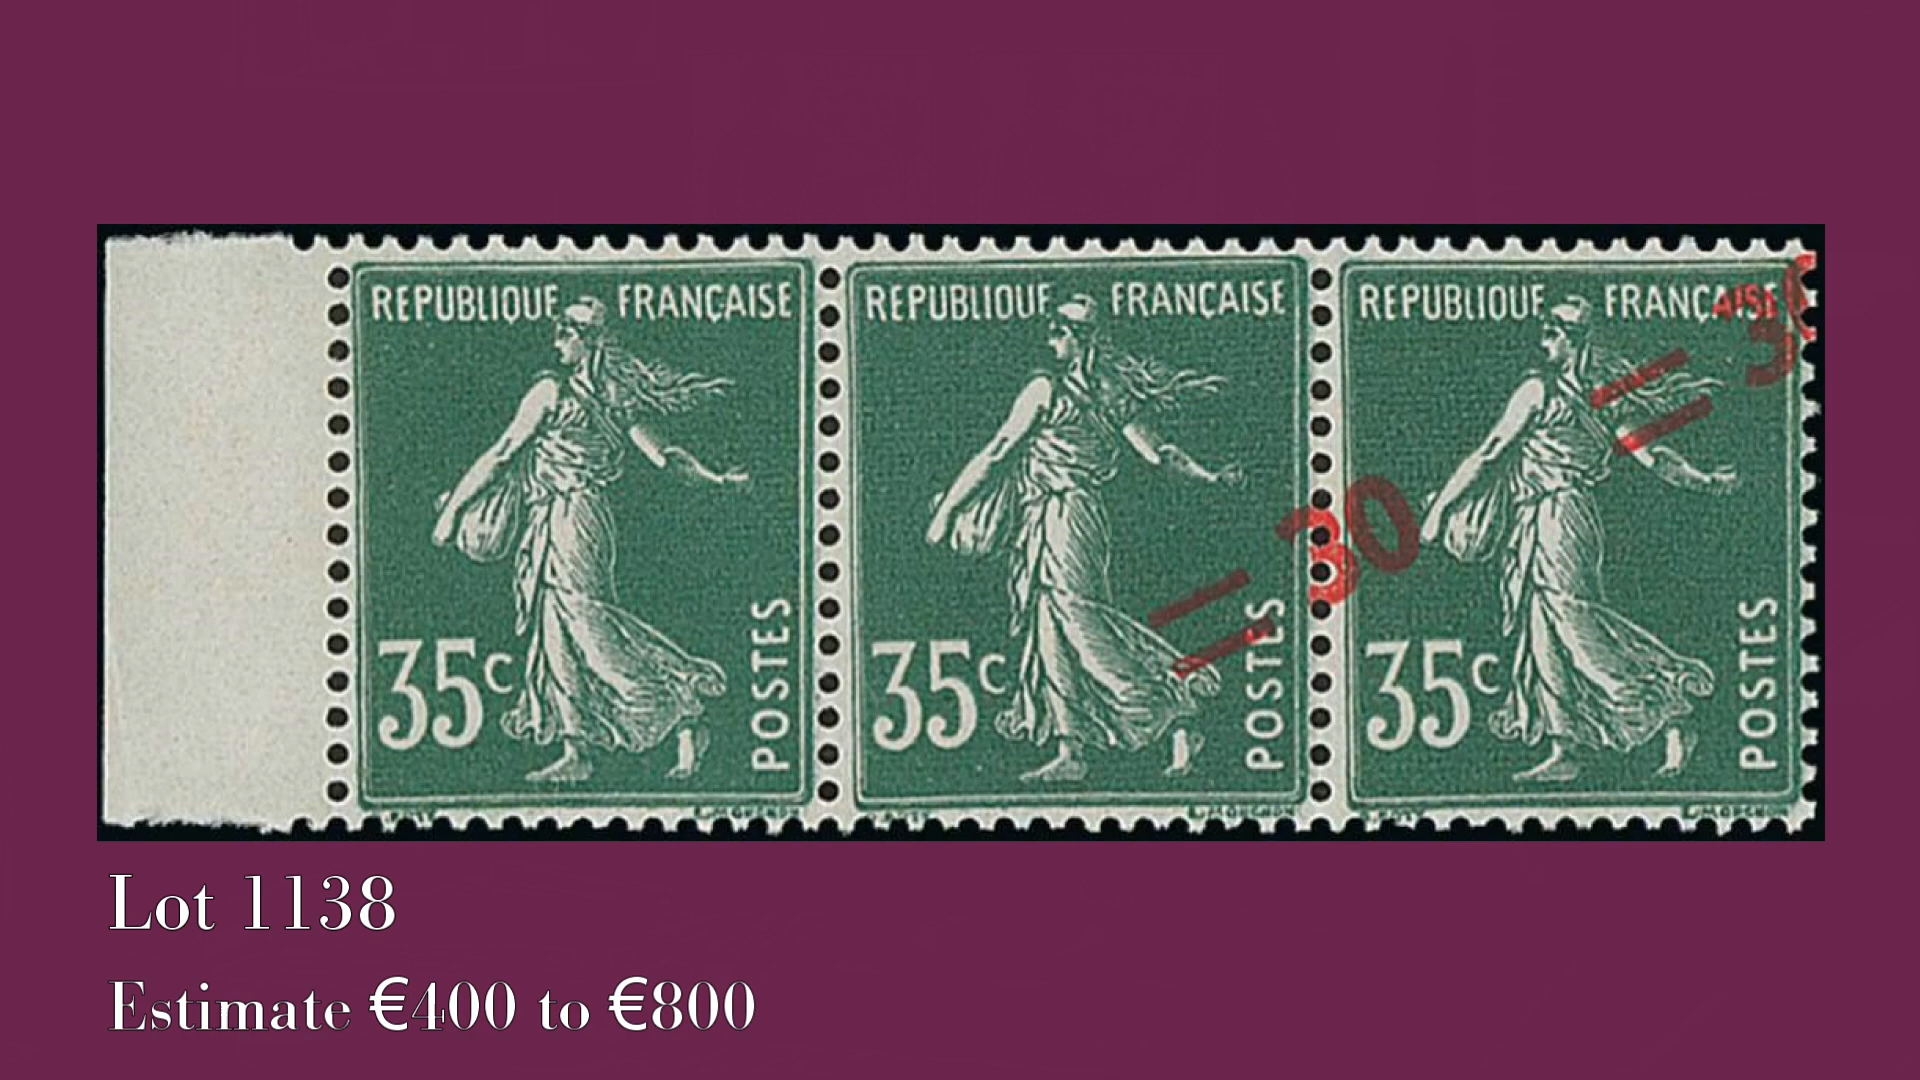 REPUBLIQUE FRANÇAISE REPUBLIQUE FRANÇAISE REPUBLIQUE FRANÇAISE
30
35c POSTES 35c POSTES 35c POSTES
Lot 1138
Estimate €400 to €800